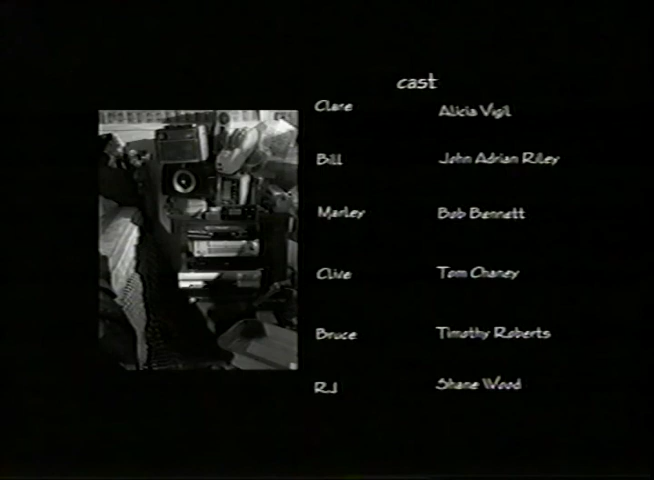 cast
Clare Alicia Vigil
Bill John Adrian Riley
Marley Bob Bennett
Clive Tom Chaney
Bruce Timothy Roberts
RJ Shane Wood